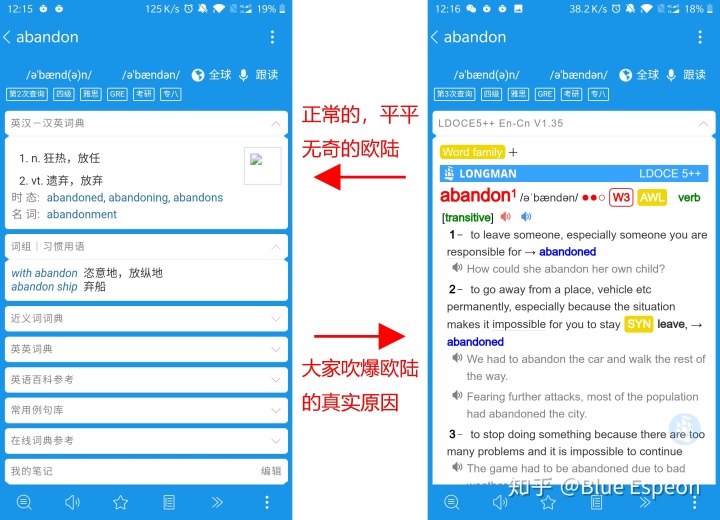 12:15
125 K/s
19%
abandon
/ə'bænd(ə)n/ /ə'bændən/ 全球 跟读
第2次查询 四级 雅思 GRE 考研 专八
英汉－汉英词典
1. n. 狂热，放任
2. vt. 遗弃，放弃
时 态: abandoned, abandoning, abandons
名 词: abandonment
词组｜习惯用语
with abandon 恣意地，放纵地
abandon ship 弃船
近义词词典
英英词典
英语百科参考
常用例句库
在线词典参考
我的笔记 编辑
正常的，平平
无奇的欧陆
大家吹爆欧陆
的真实原因
12:16
38.2 K/s
18%
abandon
/ə'bænd(ə)n/ /ə'bændən/ 全球 跟读
第3次查询 四级 雅思 GRE 考研 专八
LDOCE5++ En-Cn V1.35
Word family +
LONGMAN LDOCE 5++
abandon1 /əˈbændən/ ●●○ W3 AWL verb
[transitive]
1– to leave someone, especially someone you are
responsible for → abandoned
How could she abandon her own child?
2– to go away from a place, vehicle etc
permanently, especially because the situation
makes it impossible for you to stay SYN leave, →
abandoned
We had to abandon the car and walk the rest of
the way.
Fearing further attacks, most of the population
had abandoned the city.
3– to stop doing something because there are too
many problems and it is impossible to continue
The game had to be abandoned due to bad
知乎 @Blue Espeon